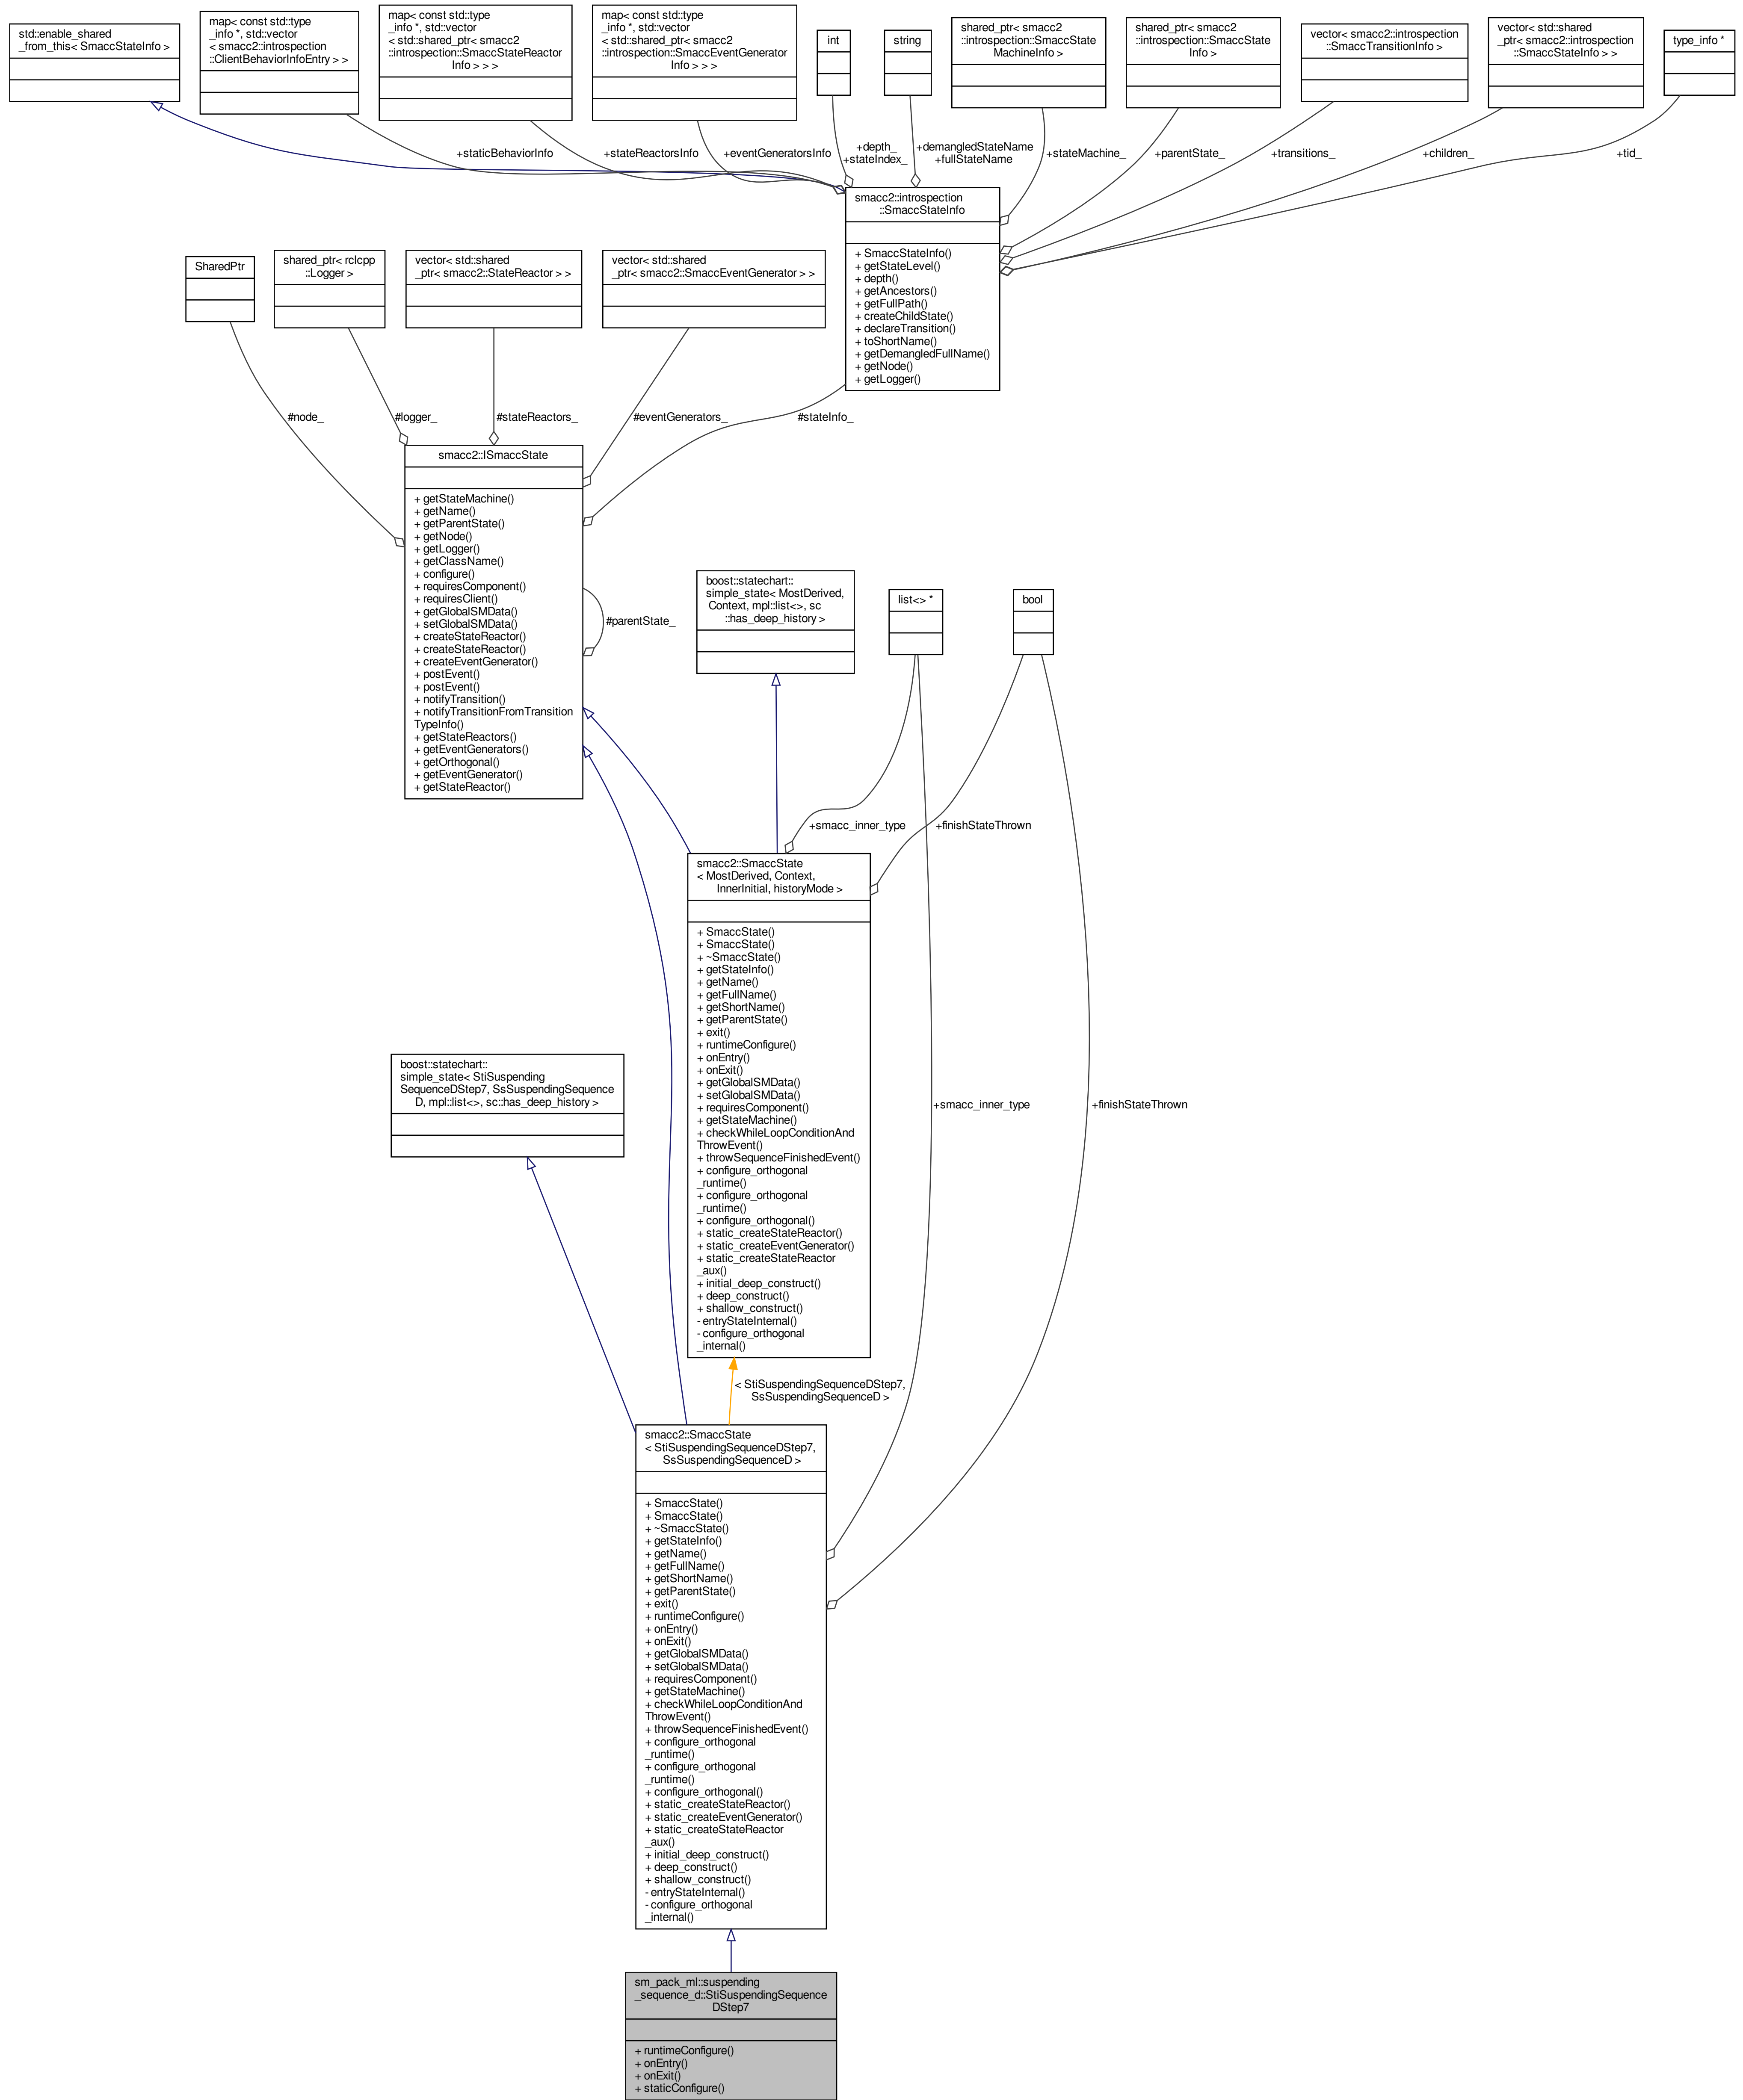 std::enable_shared
_from_this< SmaccStateInfo >
map< const std::type
_info *, std::vector
< smacc2::introspection
::ClientBehaviorInfoEntry > >
map< const std::type
_info *, std::vector
< std::shared_ptr< smacc2
::introspection::SmaccStateReactor
Info > > >
map< const std::type
_info *, std::vector
< std::shared_ptr< smacc2
::introspection::SmaccEventGenerator
Info > > >
int
string
shared_ptr< smacc2
::introspection::SmaccState
MachineInfo >
shared_ptr< smacc2
::introspection::SmaccState
Info >
vector< smacc2::introspection
::SmaccTransitionInfo >
vector< std::shared
_ptr< smacc2::introspection
::SmaccStateInfo > >
type_info *
+staticBehaviorInfo
+stateReactorsInfo
+eventGeneratorsInfo
+depth_
+stateIndex_
+demangledStateName
+fullStateName
+stateMachine_
+parentState_
+transitions_
+children_
+tid_
smacc2::introspection
::SmaccStateInfo
+ SmaccStateInfo()
+ getStateLevel()
+ depth()
+ getAncestors()
+ getFullPath()
+ createChildState()
+ declareTransition()
+ toShortName()
+ getDemangledFullName()
+ getNode()
+ getLogger()
SharedPtr
shared_ptr< rclcpp
::Logger >
vector< std::shared
_ptr< smacc2::StateReactor > >
vector< std::shared
_ptr< smacc2::SmaccEventGenerator > >
#node_
#logger_
#stateReactors_
#eventGenerators_
#stateInfo_
smacc2::ISmaccState
+ getStateMachine()
+ getName()
+ getParentState()
+ getNode()
+ getLogger()
+ getClassName()
+ configure()
+ requiresComponent()
+ requiresClient()
+ getGlobalSMData()
+ setGlobalSMData()
+ createStateReactor()
+ createStateReactor()
+ createEventGenerator()
+ postEvent()
+ postEvent()
+ notifyTransition()
+ notifyTransitionFromTransition
TypeInfo()
+ getStateReactors()
+ getEventGenerators()
+ getOrthogonal()
+ getEventGenerator()
+ getStateReactor()
#parentState_
boost::statechart::
simple_state< MostDerived,
Context, mpl::list<>, sc
::has_deep_history >
list<> *
bool
+smacc_inner_type
+finishStateThrown
smacc2::SmaccState
< MostDerived, Context,
InnerInitial, historyMode >
+ SmaccState()
+ SmaccState()
+ ~SmaccState()
+ getStateInfo()
+ getName()
+ getFullName()
+ getShortName()
+ getParentState()
+ exit()
+ runtimeConfigure()
+ onEntry()
+ onExit()
+ getGlobalSMData()
+ setGlobalSMData()
+ requiresComponent()
+ getStateMachine()
+ checkWhileLoopConditionAnd
ThrowEvent()
+ throwSequenceFinishedEvent()
+ configure_orthogonal
_runtime()
+ configure_orthogonal
_runtime()
+ configure_orthogonal()
+ static_createStateReactor()
+ static_createEventGenerator()
+ static_createStateReactor
_aux()
+ initial_deep_construct()
+ deep_construct()
+ shallow_construct()
- entryStateInternal()
- configure_orthogonal
_internal()
boost::statechart::
simple_state< StiSuspending
SequenceDStep7, SsSuspendingSequence
D, mpl::list<>, sc::has_deep_history >
+smacc_inner_type
+finishStateThrown
< StiSuspendingSequenceDStep7,
SsSuspendingSequenceD >
smacc2::SmaccState
< StiSuspendingSequenceDStep7,
SsSuspendingSequenceD >
+ SmaccState()
+ SmaccState()
+ ~SmaccState()
+ getStateInfo()
+ getName()
+ getFullName()
+ getShortName()
+ getParentState()
+ exit()
+ runtimeConfigure()
+ onEntry()
+ onExit()
+ getGlobalSMData()
+ setGlobalSMData()
+ requiresComponent()
+ getStateMachine()
+ checkWhileLoopConditionAnd
ThrowEvent()
+ throwSequenceFinishedEvent()
+ configure_orthogonal
_runtime()
+ configure_orthogonal
_runtime()
+ configure_orthogonal()
+ static_createStateReactor()
+ static_createEventGenerator()
+ static_createStateReactor
_aux()
+ initial_deep_construct()
+ deep_construct()
+ shallow_construct()
- entryStateInternal()
- configure_orthogonal
_internal()
sm_pack_ml::suspending
_sequence_d::StiSuspendingSequence
DStep7
+ runtimeConfigure()
+ onEntry()
+ onExit()
+ staticConfigure()